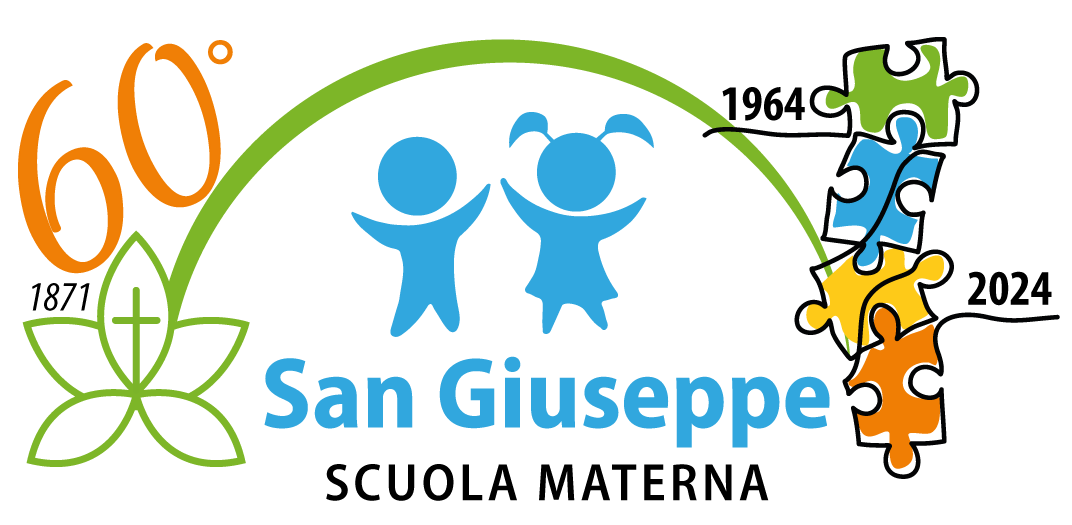 60°
1871
1964
2024
San Giuseppe
SCUOLA MATERNA